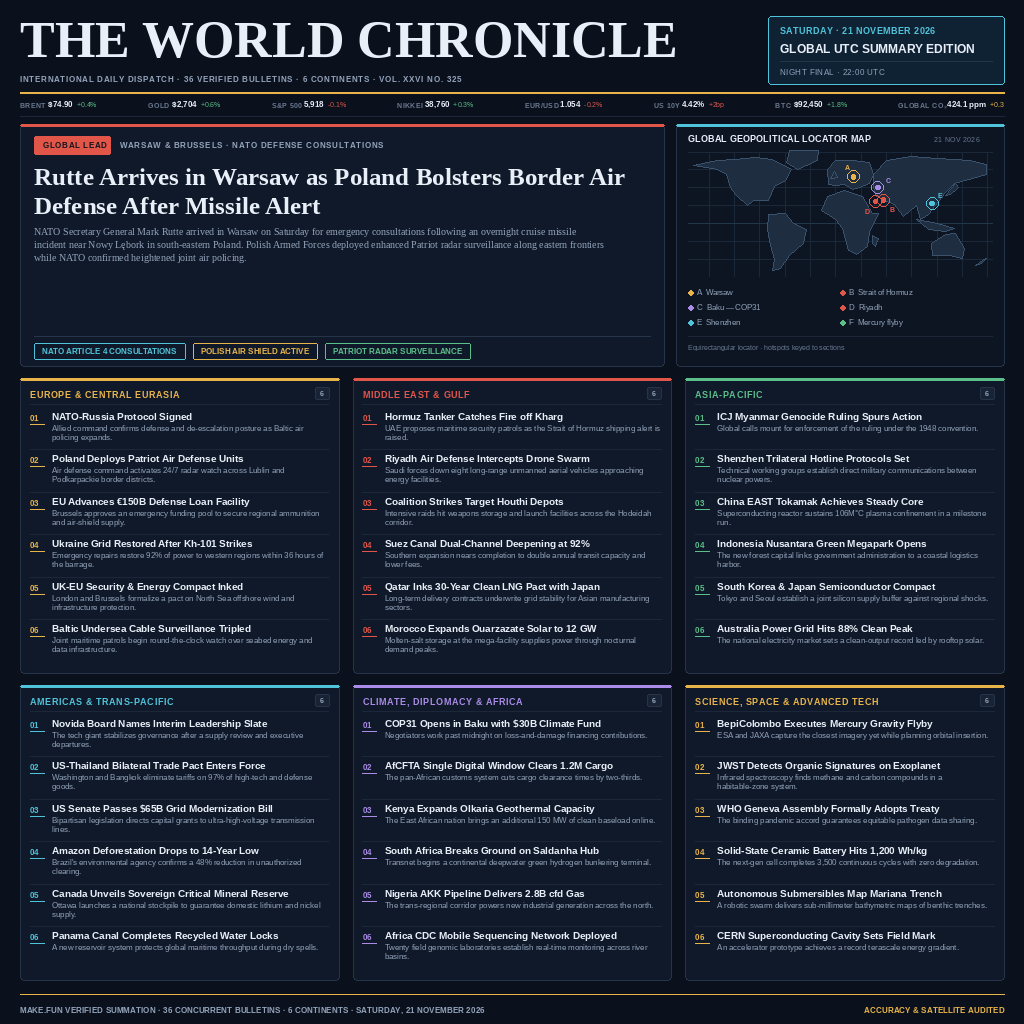 THE WORLD CHRONICLE
INTERNATIONAL DAILY DISPATCH · 36 VERIFIED BULLETINS · 6 CONTINENTS · VOL. XXVI NO. 325
SATURDAY · 21 NOVEMBER 2026
GLOBAL UTC SUMMARY EDITION
NIGHT FINAL · 22:00 UTC
BRENT $74.90 +0.4% GOLD $2,704 +0.6% S&P 500 5,918 -0.1% NIKKEI 38,760 +0.3% EUR/USD 1.054 -0.2% US 10Y 4.42% +2bp BTC $92,450 +1.8% GLOBAL CO 424.1 ppm +0.3
GLOBAL LEAD WARSAW & BRUSSELS · NATO DEFENSE CONSULTATIONS
Rutte Arrives in Warsaw as Poland Bolsters Border Air
Defense After Missile Alert
NATO Secretary General Mark Rutte arrived in Warsaw on Saturday for emergency consultations following an overnight cruise missile
incident near Nowy Lębork in south-eastern Poland. Polish Armed Forces deployed enhanced Patriot radar surveillance along eastern frontiers
while NATO confirmed heightened joint air policing.
NATO ARTICLE 4 CONSULTATIONS POLISH AIR SHIELD ACTIVE PATRIOT RADAR SURVEILLANCE
GLOBAL GEOPOLITICAL LOCATOR MAP 21 NOV 2026
A
C
D
B
E
A Warsaw
B Strait of Hormuz
C Baku — COP31
D Riyadh
E Shenzhen
F Mercury flyby
Equirectangular locator · hotspots keyed to sections
EUROPE & CENTRAL EURASIA 6
01 NATO-Russia Protocol Signed
Allied command confirms defense and de-escalation posture as Baltic air
policing expands.
02 Poland Deploys Patriot Air Defense Units
Air defense command activates 24/7 radar watch across Lublin and
Podkarpackie border districts.
03 EU Advances €150B Defense Loan Facility
Brussels approves an emergency funding pool to secure regional ammunition
and air-shield supply.
04 Ukraine Grid Restored After Kh-101 Strikes
Emergency repairs restore 92% of power to western regions within 36 hours of
the barrage.
05 UK-EU Security & Energy Compact Inked
London and Brussels formalize a pact on North Sea offshore wind and
infrastructure protection.
06 Baltic Undersea Cable Surveillance Tripled
Joint maritime patrols begin round-the-clock watch over seabed energy and
data infrastructure.
MIDDLE EAST & GULF 6
01 Hormuz Tanker Catches Fire off Kharg
UAE proposes maritime security patrols as the Strait of Hormuz shipping alert is
raised.
02 Riyadh Air Defense Intercepts Drone Swarm
Saudi forces down eight long-range unmanned aerial vehicles approaching
energy facilities.
03 Coalition Strikes Target Houthi Depots
Intensive raids hit weapons storage and launch facilities across the Hodeidah
corridor.
04 Suez Canal Dual-Channel Deepening at 92%
Southern expansion nears completion to double annual transit capacity and
lower fees.
05 Qatar Inks 30-Year Clean LNG Pact with Japan
Long-term delivery contracts underwrite grid stability for Asian manufacturing
sectors.
06 Morocco Expands Ouarzazate Solar to 12 GW
Molten-salt storage at the mega-facility supplies power through nocturnal
demand peaks.
ASIA-PACIFIC 6
01 ICJ Myanmar Genocide Ruling Spurs Action
Global calls mount for enforcement of the ruling under the 1948 convention.
02 Shenzhen Trilateral Hotline Protocols Set
Technical working groups establish direct military communications between
nuclear powers.
03 China EAST Tokamak Achieves Steady Core
Superconducting reactor sustains 106M°C plasma confinement in a milestone
run.
04 Indonesia Nusantara Green Megapark Opens
The new forest capital links government administration to a coastal logistics
harbor.
05 South Korea & Japan Semiconductor Compact
Tokyo and Seoul establish a joint silicon supply buffer against regional shocks.
06 Australia Power Grid Hits 88% Clean Peak
The national electricity market sets a clean-output record led by rooftop solar.
AMERICAS & TRANS-PACIFIC 6
01 Novida Board Names Interim Leadership Slate
The tech giant stabilizes governance after a supply review and executive
departures.
02 US-Thailand Bilateral Trade Pact Enters Force
Washington and Bangkok eliminate tariffs on 97% of high-tech and defense
goods.
03 US Senate Passes $65B Grid Modernization Bill
Bipartisan legislation directs capital grants to ultra-high-voltage transmission
lines.
04 Amazon Deforestation Drops to 14-Year Low
Brazil's environmental agency confirms a 48% reduction in unauthorized
clearing.
05 Canada Unveils Sovereign Critical Mineral Reserve
Ottawa launches a national stockpile to guarantee domestic lithium and nickel
supply.
06 Panama Canal Completes Recycled Water Locks
A new reservoir system protects global maritime throughput during dry spells.
CLIMATE, DIPLOMACY & AFRICA 6
01 COP31 Opens in Baku with $30B Climate Fund
Negotiators work past midnight on loss-and-damage financing contributions.
02 AfCFTA Single Digital Window Clears 1.2M Cargo
The pan-African customs system cuts cargo clearance times by two-thirds.
03 Kenya Expands Olkaria Geothermal Capacity
The East African nation brings an additional 150 MW of clean baseload online.
04 South Africa Breaks Ground on Saldanha Hub
Transnet begins a continental deepwater green hydrogen bunkering terminal.
05 Nigeria AKK Pipeline Delivers 2.8B cfd Gas
The trans-regional corridor powers new industrial generation across the north.
06 Africa CDC Mobile Sequencing Network Deployed
Twenty field genomic laboratories establish real-time monitoring across river
basins.
SCIENCE, SPACE & ADVANCED TECH 6
01 BepiColombo Executes Mercury Gravity Flyby
ESA and JAXA capture the closest imagery yet while planning orbital insertion.
02 JWST Detects Organic Signatures on Exoplanet
Infrared spectroscopy finds methane and carbon compounds in a
habitable-zone system.
03 WHO Geneva Assembly Formally Adopts Treaty
The binding pandemic accord guarantees equitable pathogen data sharing.
04 Solid-State Ceramic Battery Hits 1,200 Wh/kg
The next-gen cell completes 3,500 continuous cycles with zero degradation.
05 Autonomous Submersibles Map Mariana Trench
A robotic swarm delivers sub-millimeter bathymetric maps of benthic trenches.
06 CERN Superconducting Cavity Sets Field Mark
An accelerator prototype achieves a record terascale energy gradient.
MAKE.FUN VERIFIED SUMMATION · 36 CONCURRENT BULLETINS · 6 CONTINENTS · SATURDAY, 21 NOVEMBER 2026
ACCURACY & SATELLITE AUDITED